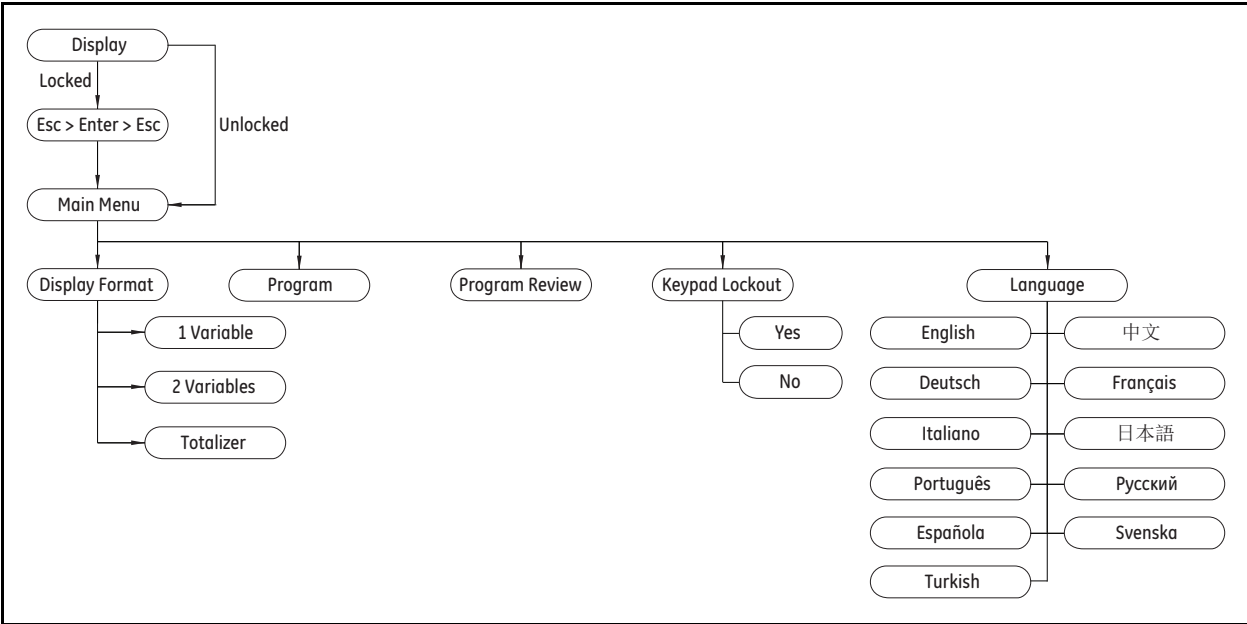 Display
Locked
Esc > Enter > Esc
Unlocked
Main Menu
Display Format
Program
Program Review
Keypad Lockout
Language
1 Variable
2 Variables
Totalizer
Yes
No
English
中文
Deutsch
Français
Italiano
日本語
Português
Русский
Española
Svenska
Turkish